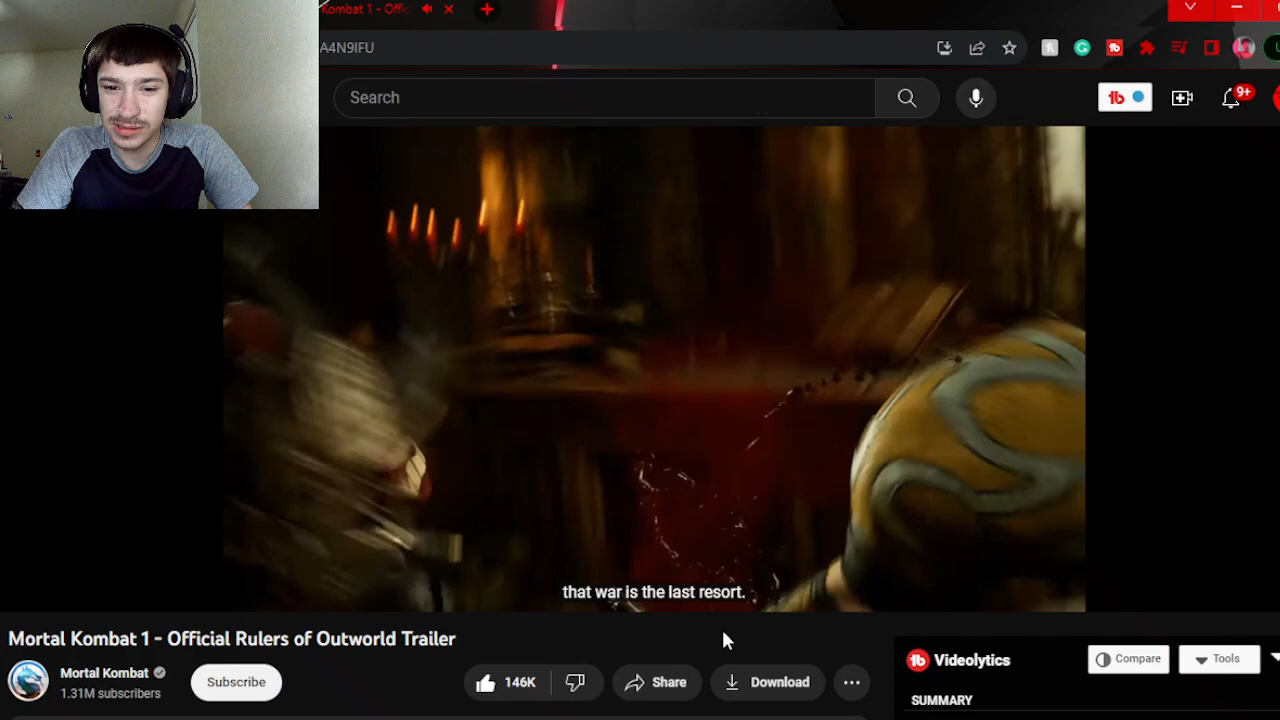 Kombat 1 - Offic
A4N9IFU
Search
9+
that war is the last resort.
Mortal Kombat 1 - Official Rulers of Outworld Trailer
Mortal Kombat
1.31M subscribers
Subscribe
146K
Share
Download
Videolytics
Compare
Tools
SUMMARY